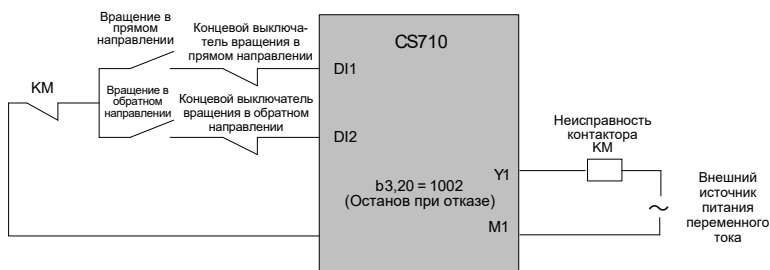 Вращение в
прямом
направлении
Концевой выключа-
тель вращения в
прямом направлении
CS710
DI1
KM
Вращение в
обратном
направлении
Концевой выключатель
вращения в обратном
направлении
DI2
Неисправность
контактора
KM
Y1
b3,20 = 1002
(Останов при отказе)
M1
Внешний
источник
питания
переменного
тока